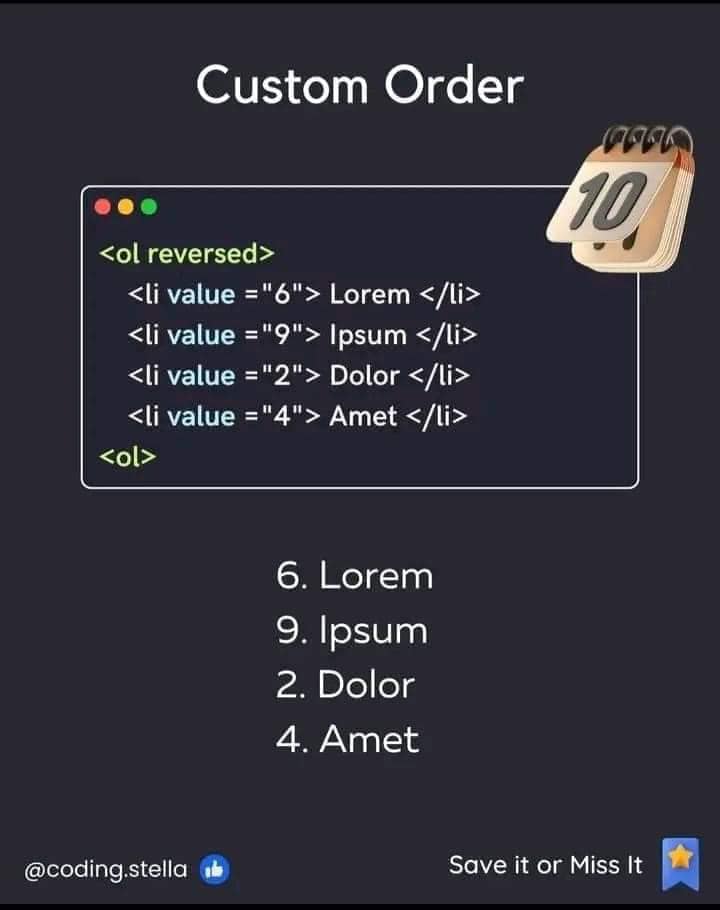 Custom Order
10
<ol reversed>
<li value ="6"> Lorem </li>
<li value ="9"> Ipsum </li>
<li value ="2"> Dolor </li>
<li value ="4"> Amet </li>
<ol>
6. Lorem
9. Ipsum
2. Dolor
4. Amet
@coding.stella
Save it or Miss It